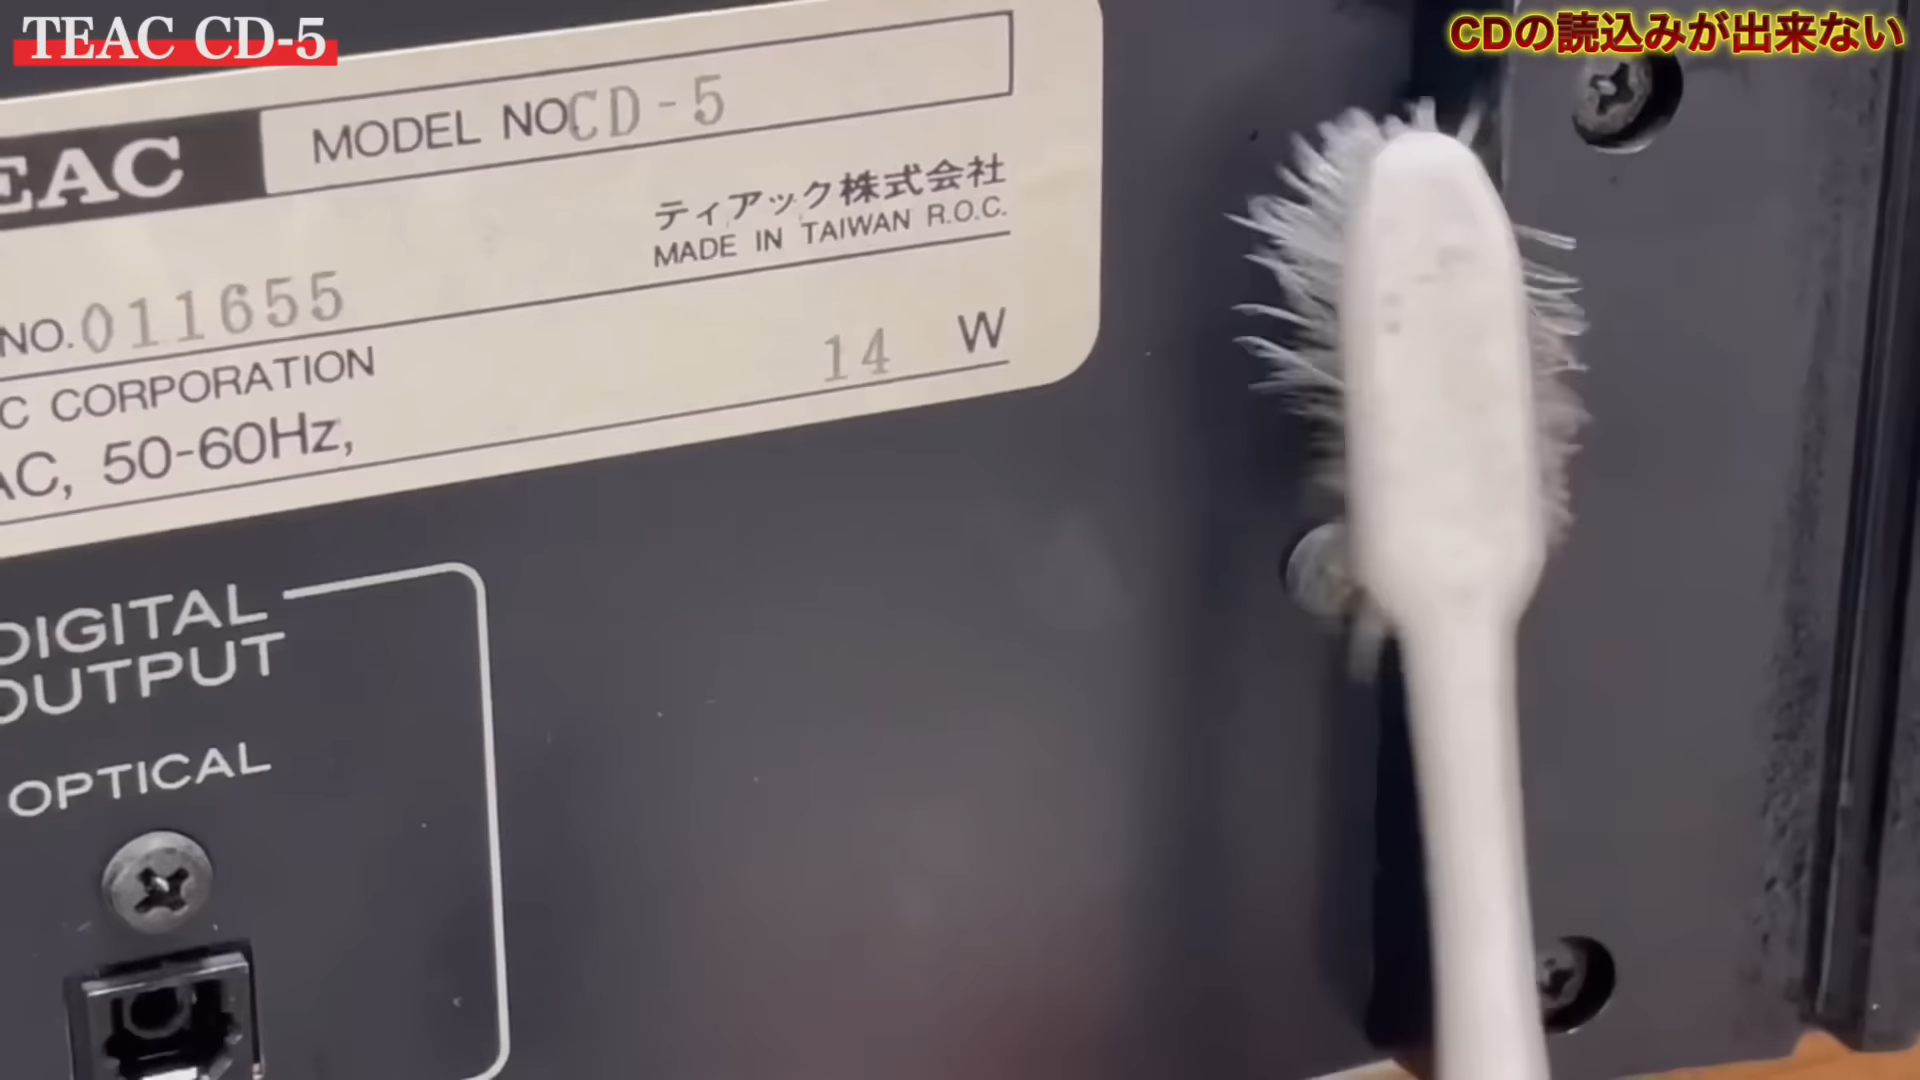 TEAC CD-5
CDの読込みが出来ない
EAC MODEL NO CD-5
ティアック株式会社
MADE IN TAIWAN R.O.C.
NO. 011655
C CORPORATION 14 W
AC, 50-60Hz,
DIGITAL
OUTPUT
OPTICAL